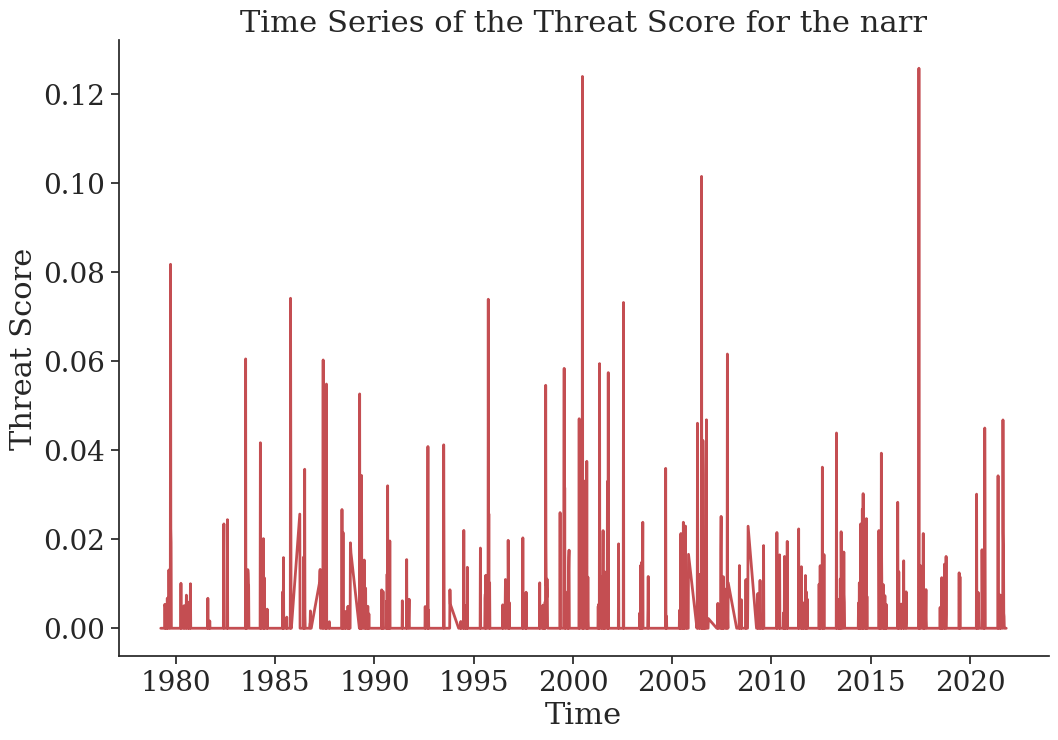 Time Series of the Threat Score for the narr
Threat Score
0.12
0.10
0.08
0.06
0.04
0.02
0.00
1980 1985 1990 1995 2000 2005 2010 2015 2020
Time